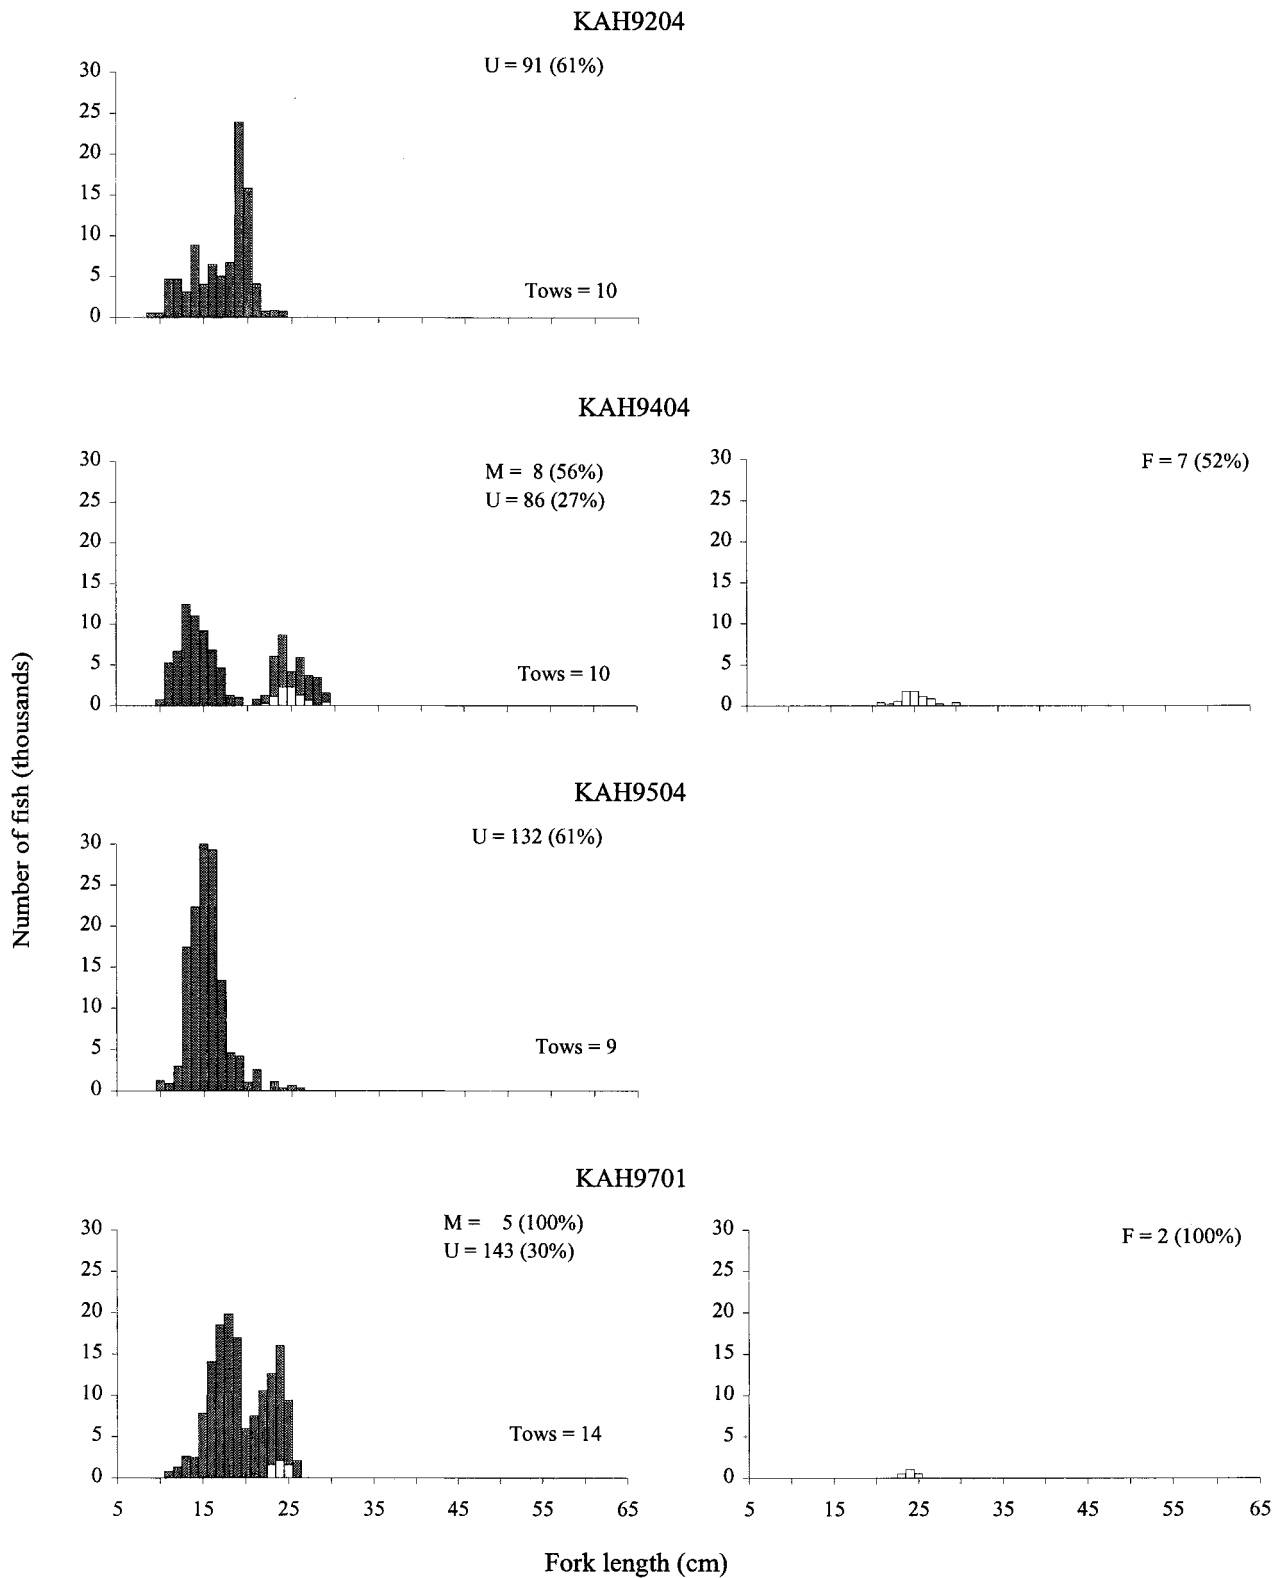 KAH9204
U = 91 (61%)
30
25
20
15
10
5
0
Tows = 10
KAH9404
M = 8 (56%)
U = 86 (27%)
30
25
20
15
10
5
0
Tows = 10
F = 7 (52%)
30
25
20
15
10
5
0
Number of fish (thousands)
KAH9504
U = 132 (61%)
30
25
20
15
10
5
0
Tows = 9
KAH9701
M = 5 (100%)
U = 143 (30%)
30
25
20
15
10
5
0
Tows = 14
5 15 25 35 45 55 65
F = 2 (100%)
30
25
20
15
10
5
0
5 15 25 35 45 55 65
Fork length (cm)